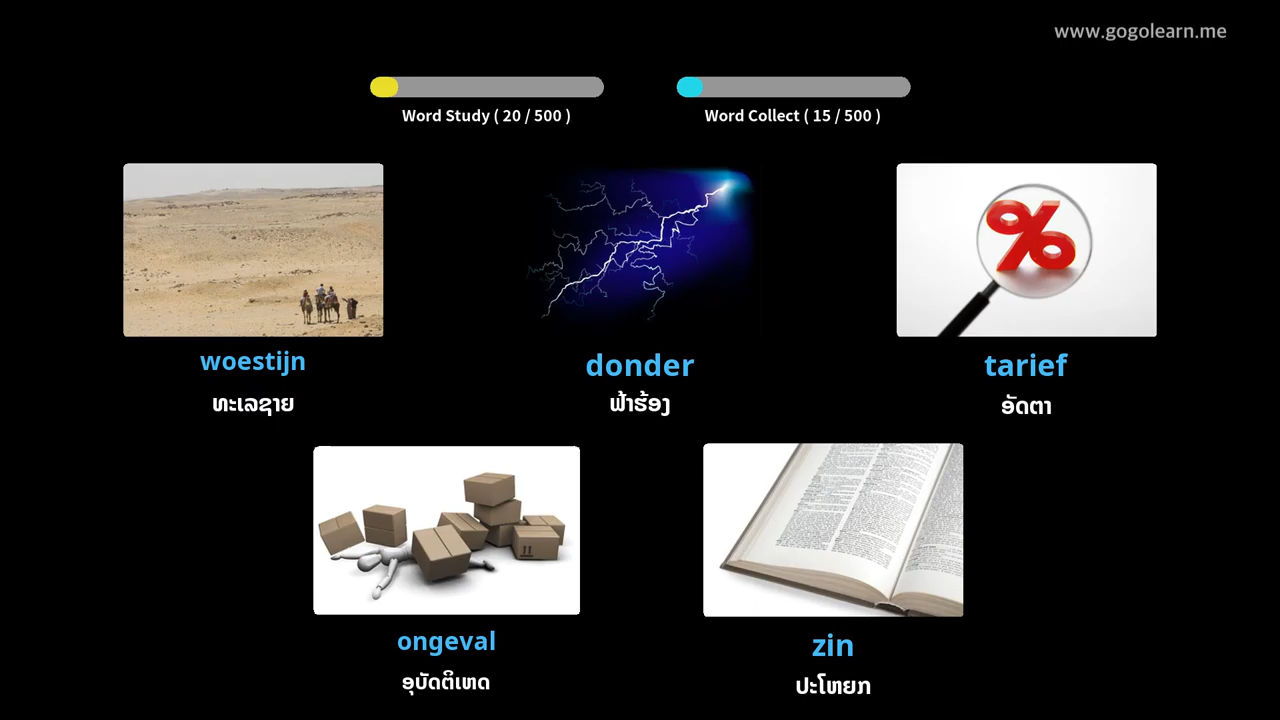 www.gogolearn.me
Word Study ( 20 / 500 )
Word Collect ( 15 / 500 )
woestijn
ທະເລຊາຍ
donder
ຟ້າຮ້ອງ
tarief
ອັດຕາ
ongeval
ອຸບັດຕິເຫດ
zin
ປະໂຫຍກ